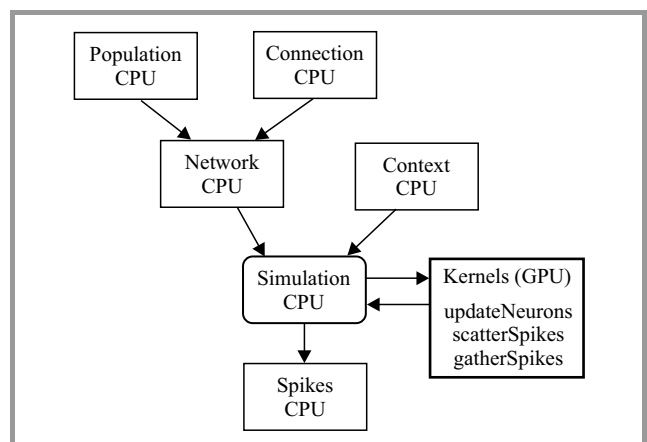 Population
CPU
Connection
CPU
Network
CPU
Context
CPU
Simulation
CPU
Kernels (GPU)
updateNeurons
scatterSpikes
gatherSpikes
Spikes
CPU